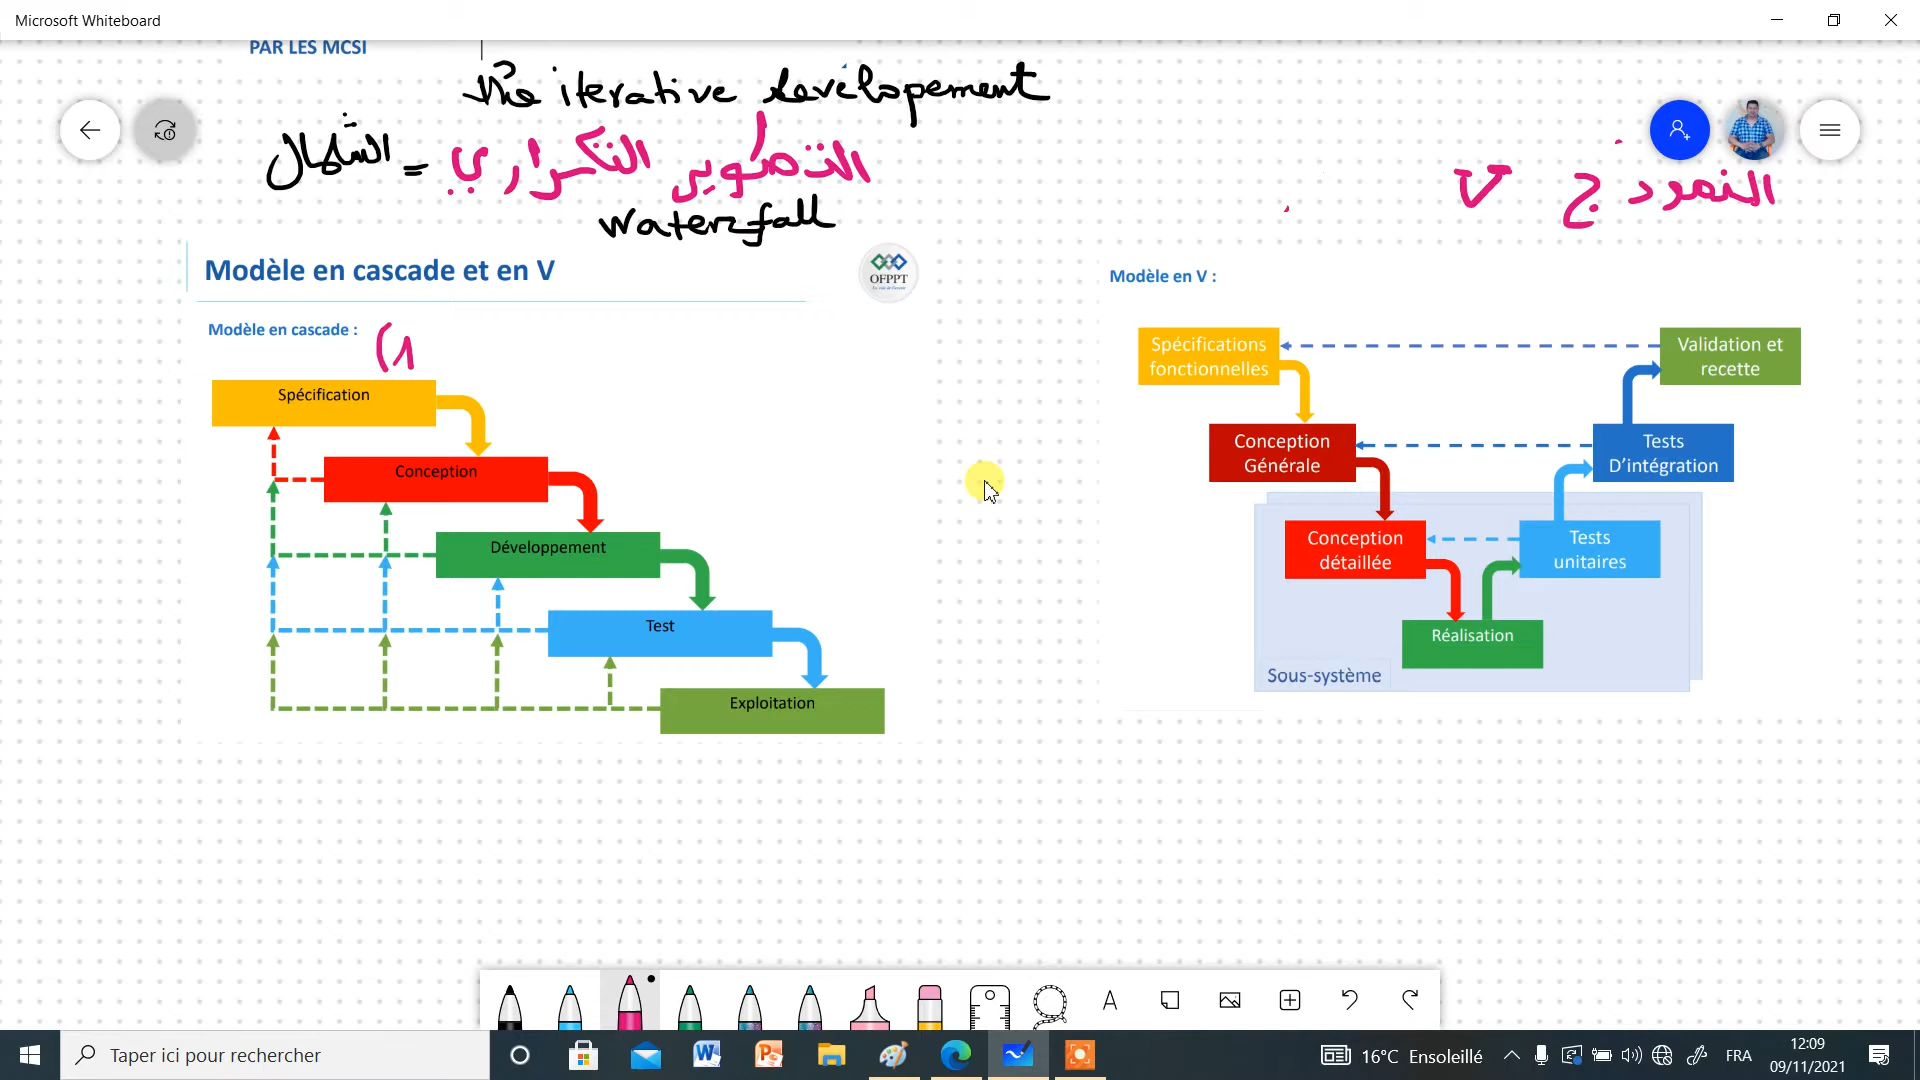 Microsoft Whiteboard
PAR LES MCSI
The iterative developement
التطوير التكراري =
waterfall
النمودج V
Modèle en cascade et en V
OFPPT
Modèle en cascade :
(1
Spécification
Conception
Développement
Test
Exploitation
Modèle en V :
Spécifications
fonctionnelles
Validation et
recette
Conception
Générale
Tests
D'intégration
Conception
détaillée
Tests
unitaires
Réalisation
Sous-système
Taper ici pour rechercher
16°C Ensoleillé
FRA
12:09
09/11/2021